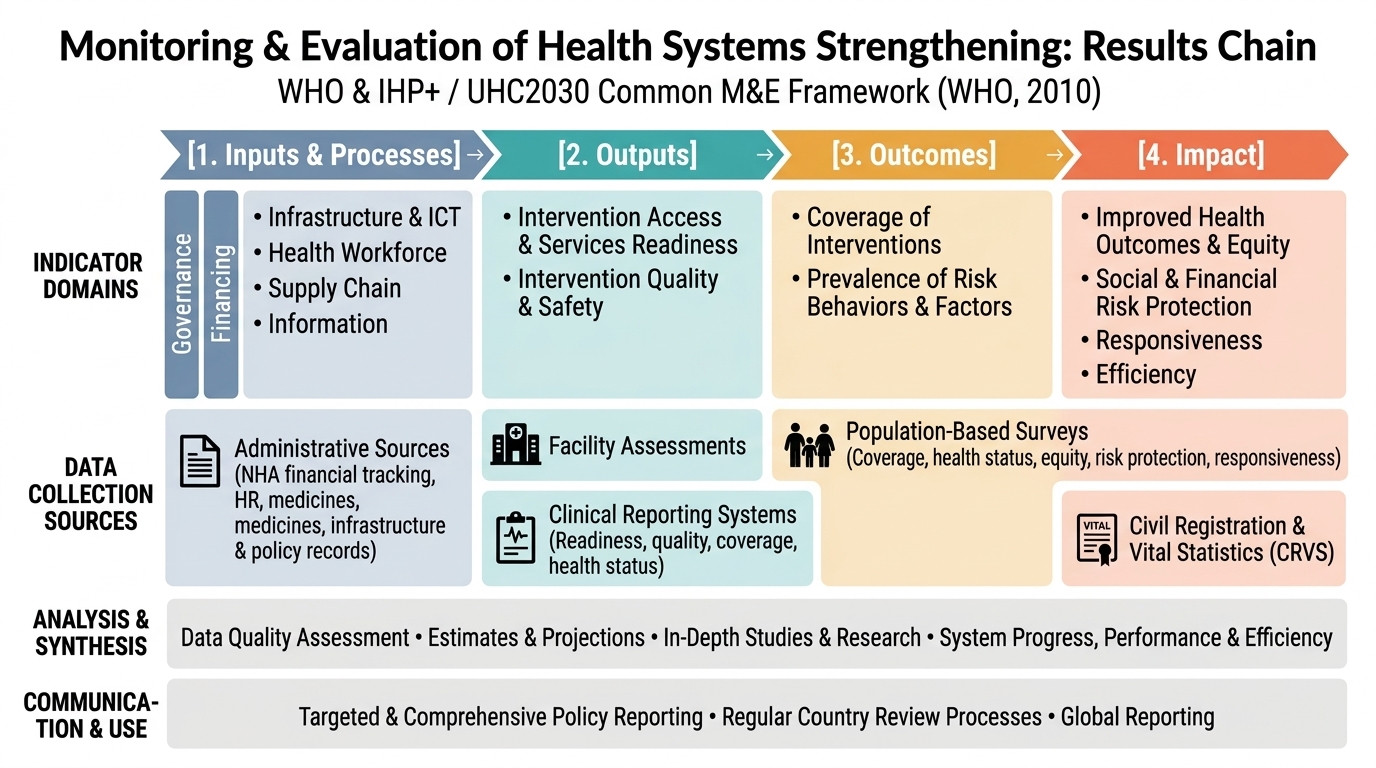 Monitoring & Evaluation of Health Systems Strengthening: Results Chain
WHO & IHP+ / UHC2030 Common M&E Framework (WHO, 2010)
[1. Inputs & Processes] →
[2. Outputs] →
[3. Outcomes] →
[4. Impact]
INDICATOR
DOMAINS
Governance
Financing
• Infrastructure & ICT
• Health Workforce
• Supply Chain
• Information
• Intervention Access
& Services Readiness
• Intervention Quality
& Safety
• Coverage of
Interventions
• Prevalence of Risk
Behaviors & Factors
• Improved Health
Outcomes & Equity
• Social & Financial
Risk Protection
• Responsiveness
• Efficiency
DATA
COLLECTION
SOURCES
Administrative Sources
(NHA financial tracking,
HR, medicines,
medicines, infrastructure
& policy records)
Facility Assessments
Clinical Reporting Systems
(Readiness, quality, coverage,
health status)
Population-Based Surveys
(Coverage, health status, equity, risk protection, responsiveness)
VITAL
Civil Registration &
Vital Statistics (CRVS)
ANALYSIS &
SYNTHESIS
Data Quality Assessment • Estimates & Projections • In-Depth Studies & Research • System Progress, Performance & Efficiency
COMMUNICA-
TION & USE
Targeted & Comprehensive Policy Reporting • Regular Country Review Processes • Global Reporting